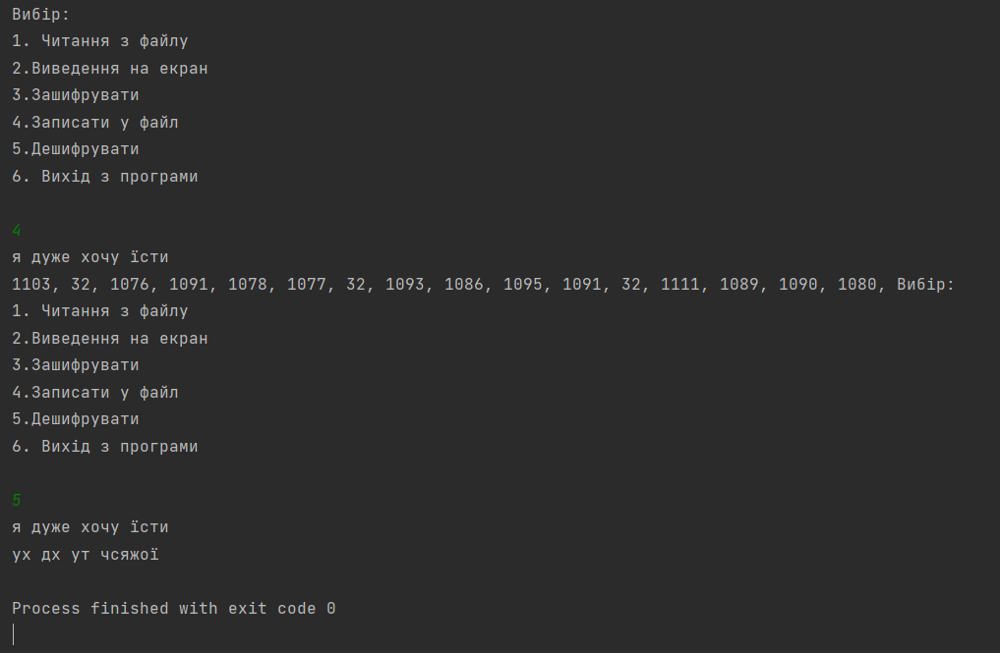 Вибір:
1. Читання з файлу
2.Виведення на екран
3.Зашифрувати
4.Записати у файл
5.Дешифрувати
6. Вихід з програми
4
я дуже хочу їсти
1103, 32, 1076, 1091, 1078, 1077, 32, 1093, 1086, 1095, 1091, 32, 1111, 1089, 1090, 1080, Вибір:
1. Читання з файлу
2.Виведення на екран
3.Зашифрувати
4.Записати у файл
5.Дешифрувати
6. Вихід з програми
5
я дуже хочу їсти
ух дх ут чсяжої
Process finished with exit code 0